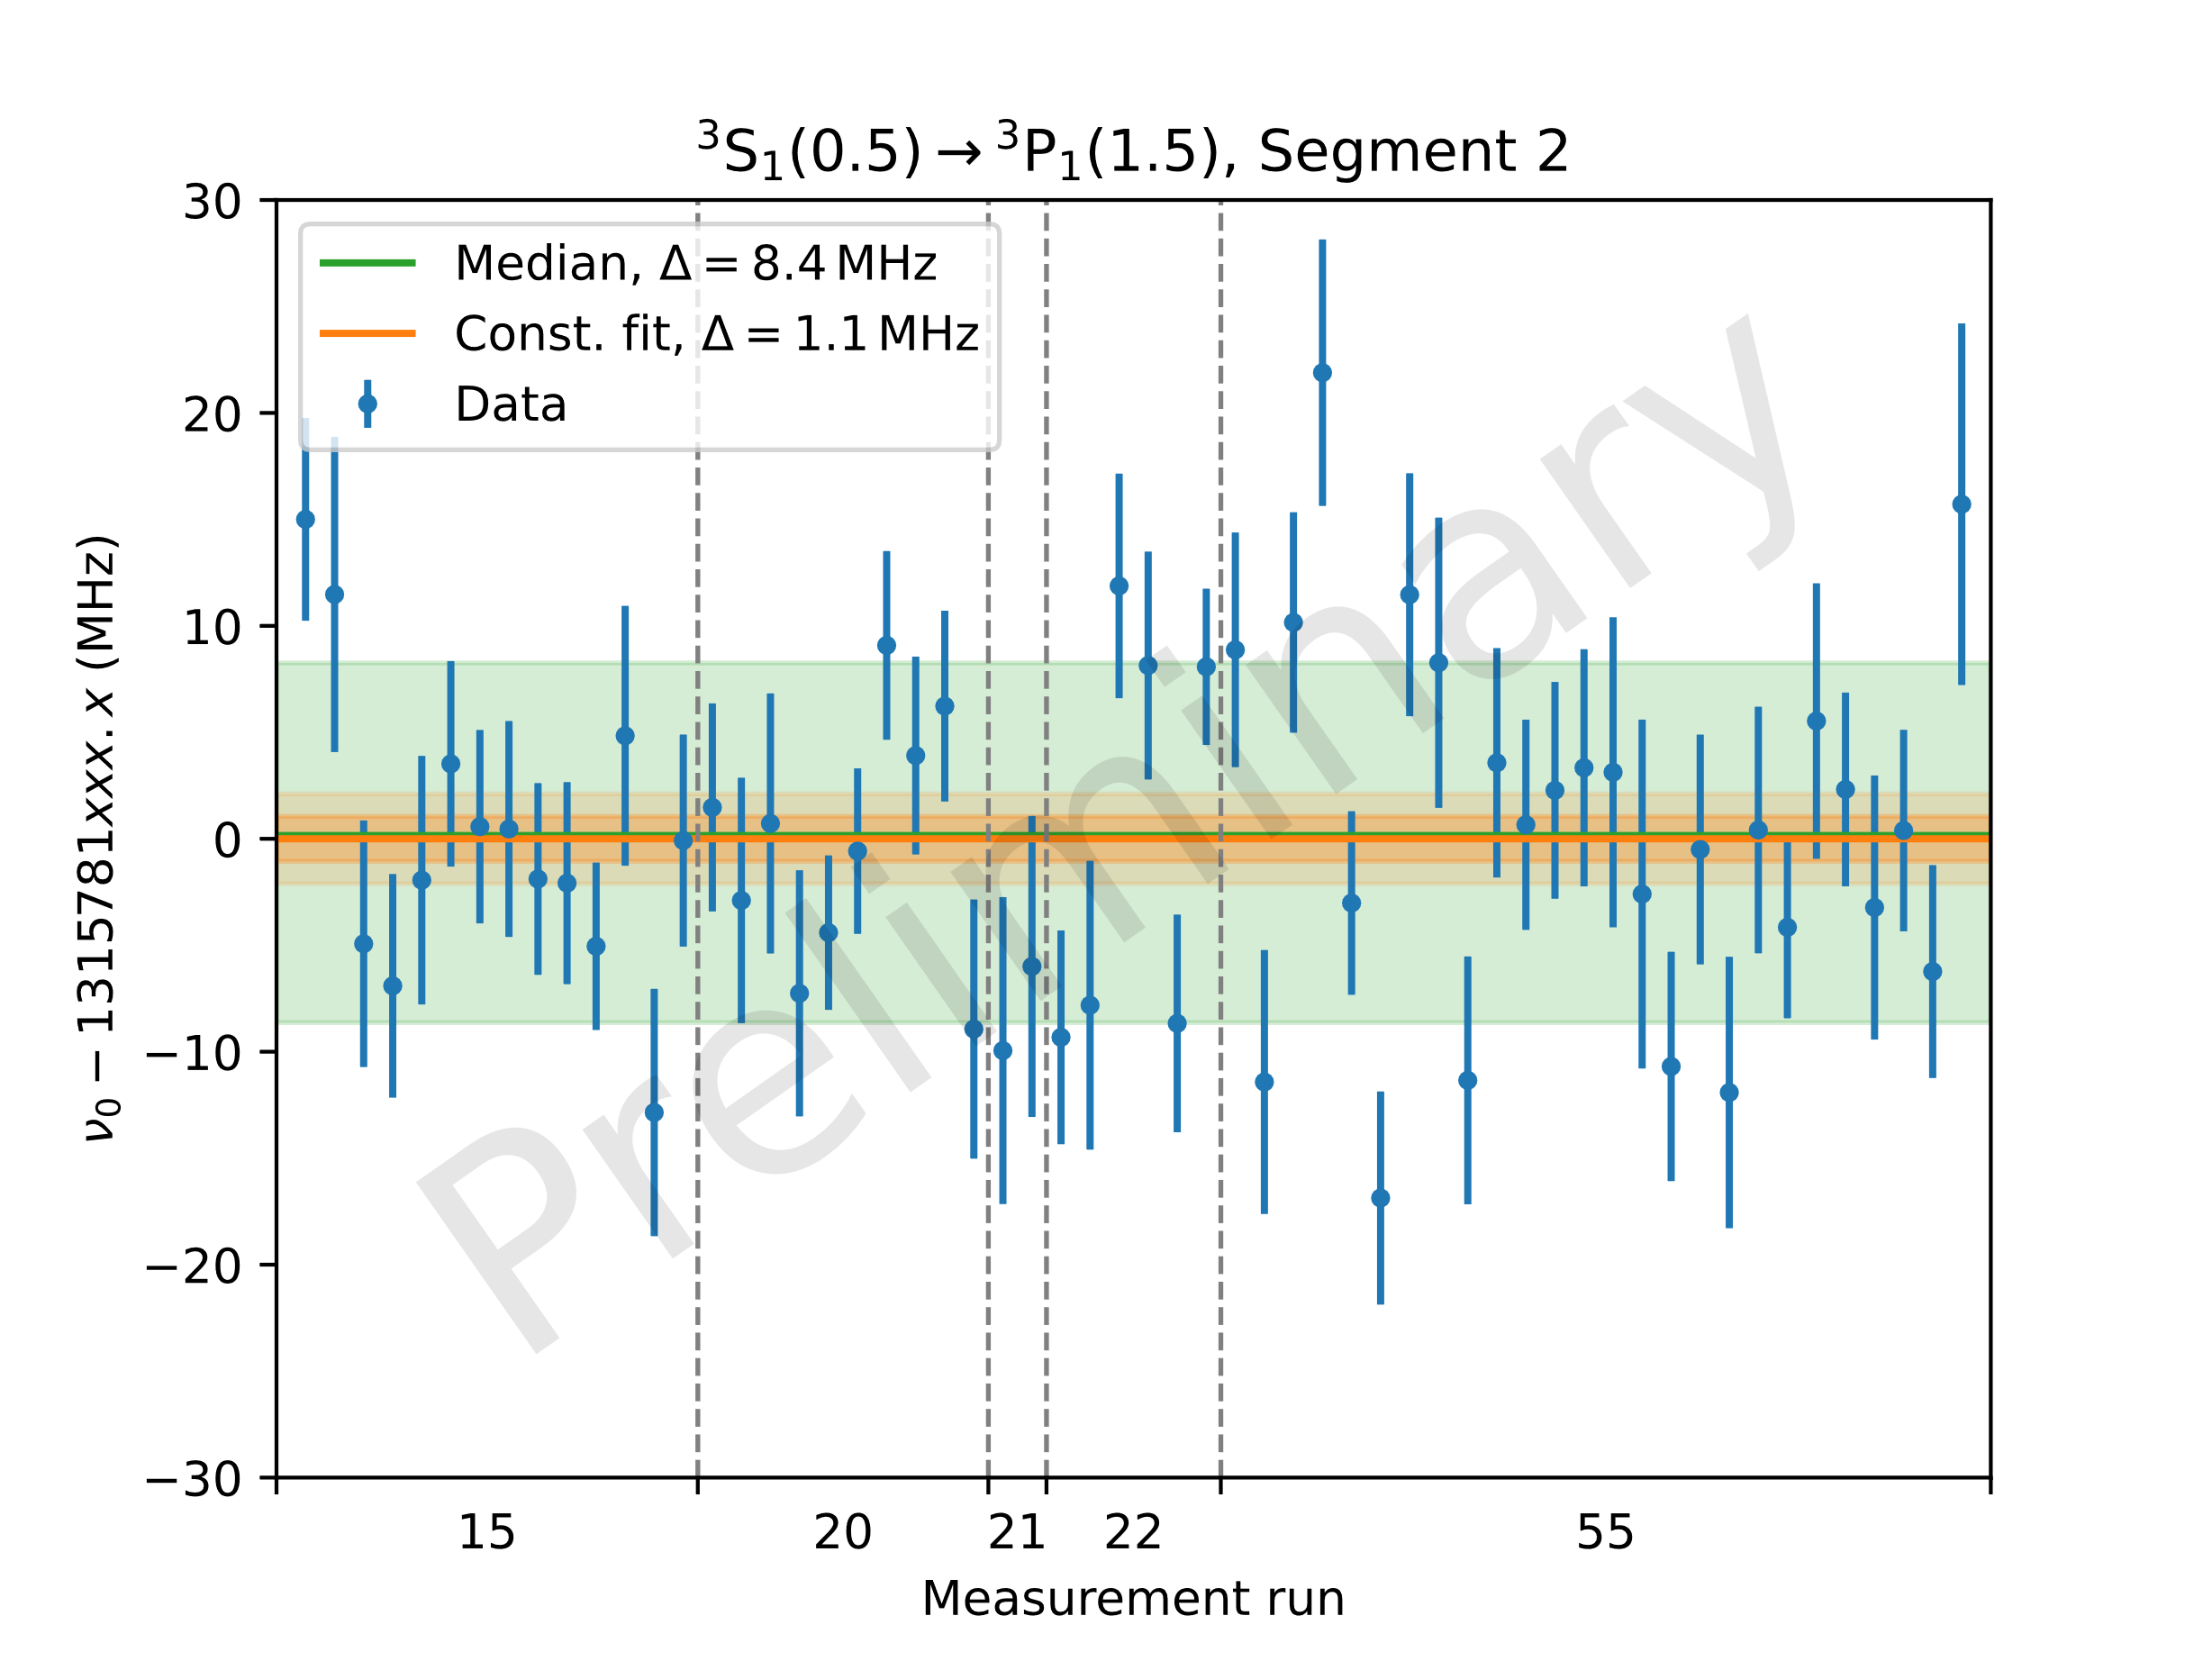 ³S₁(0.5) → ³P₁(1.5), Segment 2
30
20
10
0
−10
−20
−30
ν₀ − 1315781xxx.x (MHz)
Median, Δ = 8.4 MHz
Const. fit, Δ = 1.1 MHz
Data
Preliminary
15 20 21 22 55
Measurement run